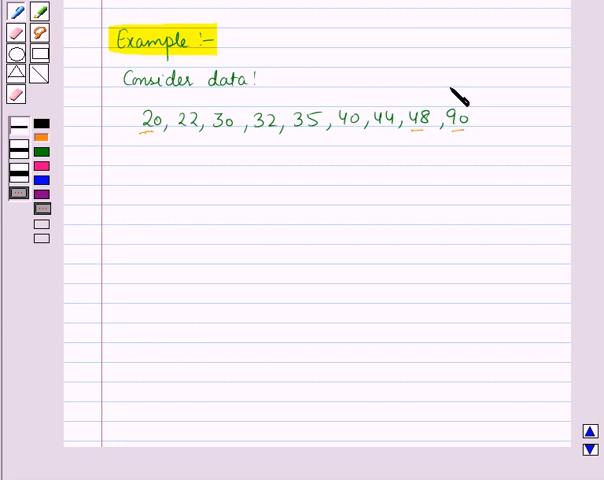 Example :-
Consider data!
20, 22, 30, 32, 35, 40, 44, 48, 90